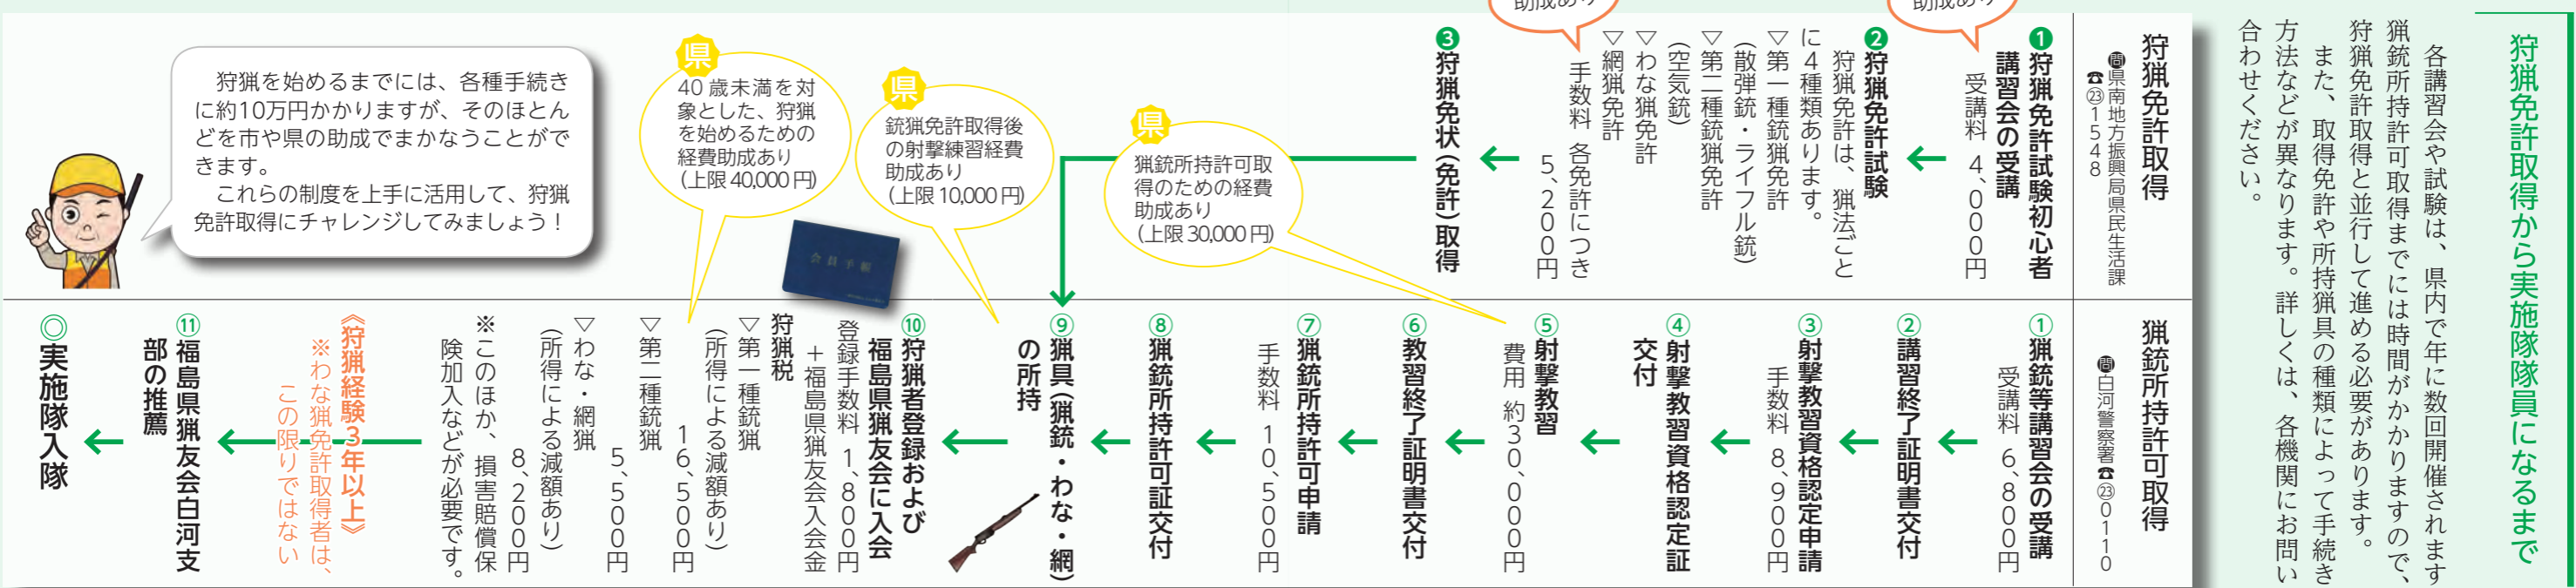 狩猟免許取得から実施隊隊員になるまで
各講習会や試験は、県内で年に数回開催されます
猟銃所持許可取得までには時間がかかりますので、
狩猟免許取得と並行して進める必要があります。
また、取得免許や所持猟具の種類によって手続き
方法などが異なります。詳しくは、各機関にお問い
合わせください。
狩猟免許取得
問県南地方振興局県民生活課
☎㉓1548
❶狩猟免許試験初心者
講習会の受講
受講料 4、000円
助成あり
❷狩猟免許試験
狩猟免許は、猟法ごと
に4種類あります。
▽第一種銃猟免許
(散弾銃・ライフル銃)
▽第二種銃猟免許
(空気銃)
▽わな猟免許
▽網猟免許
手数料 各免許につき
5、200円
助成あり
❸狩猟免状(免許)取得
県
猟銃所持許可取
得のための経費
助成あり
(上限30,000円)
県
銃猟免許取得後
の射撃練習経費
助成あり
(上限10,000円)
県
40歳未満を対
象とした、狩猟
を始めるための
経費助成あり
(上限40,000円)
会員手帳
狩猟を始めるまでには、各種手続き
に約10万円かかりますが、そのほとん
どを市や県の助成でまかなうことがで
きます。
これらの制度を上手に活用して、狩猟
免許取得にチャレンジしてみましょう!
猟銃所持許可取得
問白河警察署☎㉓0110
①猟銃等講習会の受講
受講料 6、800円
②講習終了証明書交付
③射撃教習資格認定申請
手数料 8、900円
④射撃教習資格認定証
交付
⑤射撃教習
費用 約30、000円
⑥教習終了証明書交付
⑦猟銃所持許可申請
手数料 10、500円
⑧猟銃所持許可証交付
⑨猟具(猟銃・わな・網)
の所持
⑩狩猟者登録および
福島県猟友会に入会
登録手数料 1、800円
+福島県猟友会入会金
狩猟税
▽第一種銃猟
(所得による減額あり)
16、500円
▽第二種銃猟
5、500円
▽わな・網猟
(所得による減額あり)
8、200円
※このほか、損害賠償保
険加入などが必要です。
《狩猟経験3年以上》
※わな猟免許取得者は、
この限りではない
⑪福島県猟友会白河支
部の推薦
◎実施隊入隊